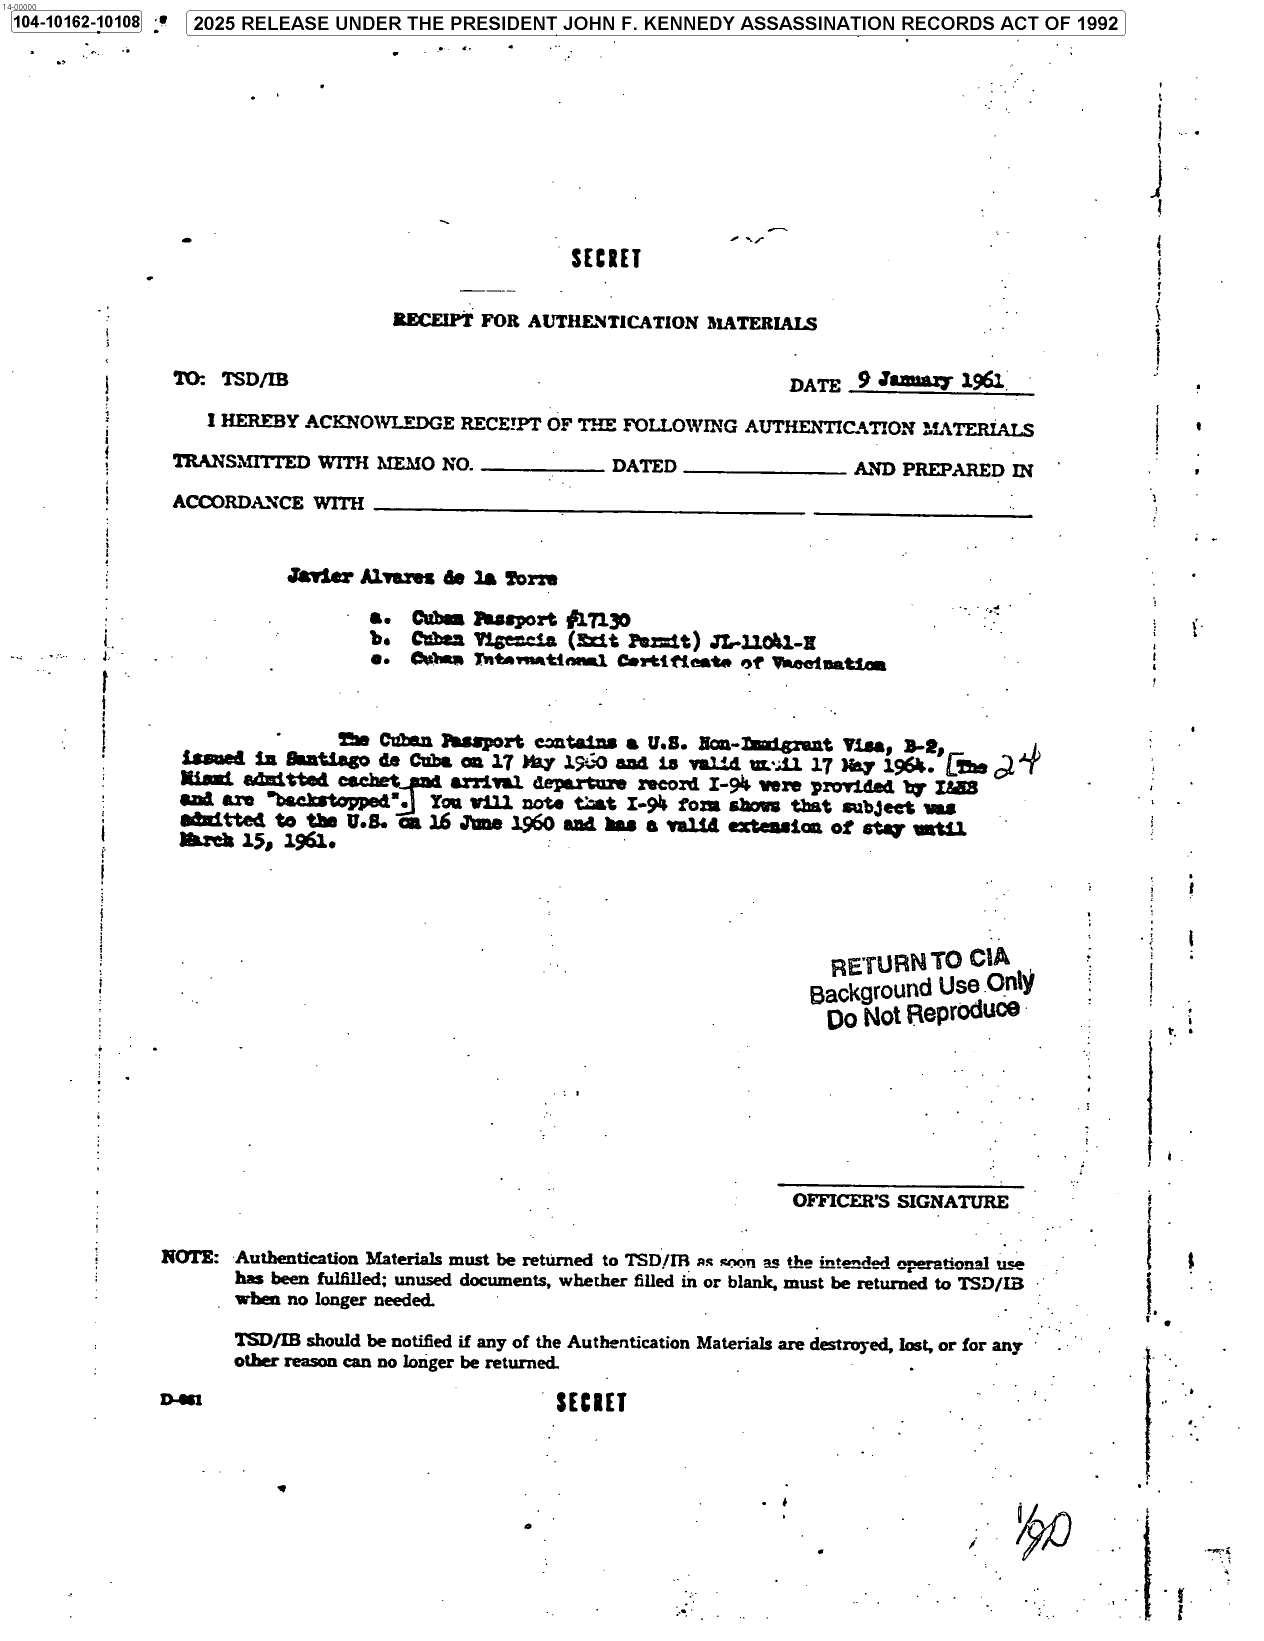 14-00000
104-10162-10108
2025 RELEASE UNDER THE PRESIDENT JOHN F. KENNEDY ASSASSINATION RECORDS ACT OF 1992
SECRET
RECEIPT FOR AUTHENTICATION MATERIALS
TO: TSD/IB
DATE 9 January 1961
I HEREBY ACKNOWLEDGE RECEIPT OF THE FOLLOWING AUTHENTICATION MATERIALS
TRANSMITTED WITH MEMO NO. ____________ DATED ________________ AND PREPARED IN
ACCORDANCE WITH ____________________
Javier Alvares de la Torre
a. Cuban Passport #17130
b. Cuban Vigencia (Exit Permit) JL-11041-H
c. Cuban International Certificate of Vaccination
The Cuban Passport contains a U.S. Non-Immigrant Visa, B-2,
issued in Santiago de Cuba on 17 May 1960 and is valid until 17 May 1964. [The 24
Miami admitted cachet and arrival departure record I-94 were provided by I&NS
and are "backstopped".] You will note that I-94 form shows that subject was
admitted to the U.S. on 16 June 1960 and has a valid extension of stay until
March 15, 1961.
RETURN TO CIA
Background Use Only
Do Not Reproduce
OFFICER'S SIGNATURE
NOTE: Authentication Materials must be returned to TSD/IB as soon as the intended operational use
has been fulfilled; unused documents, whether filled in or blank, must be returned to TSD/IB
when no longer needed.
TSD/IB should be notified if any of the Authentication Materials are destroyed, lost, or for any
other reason can no longer be returned.
D-61
SECRET